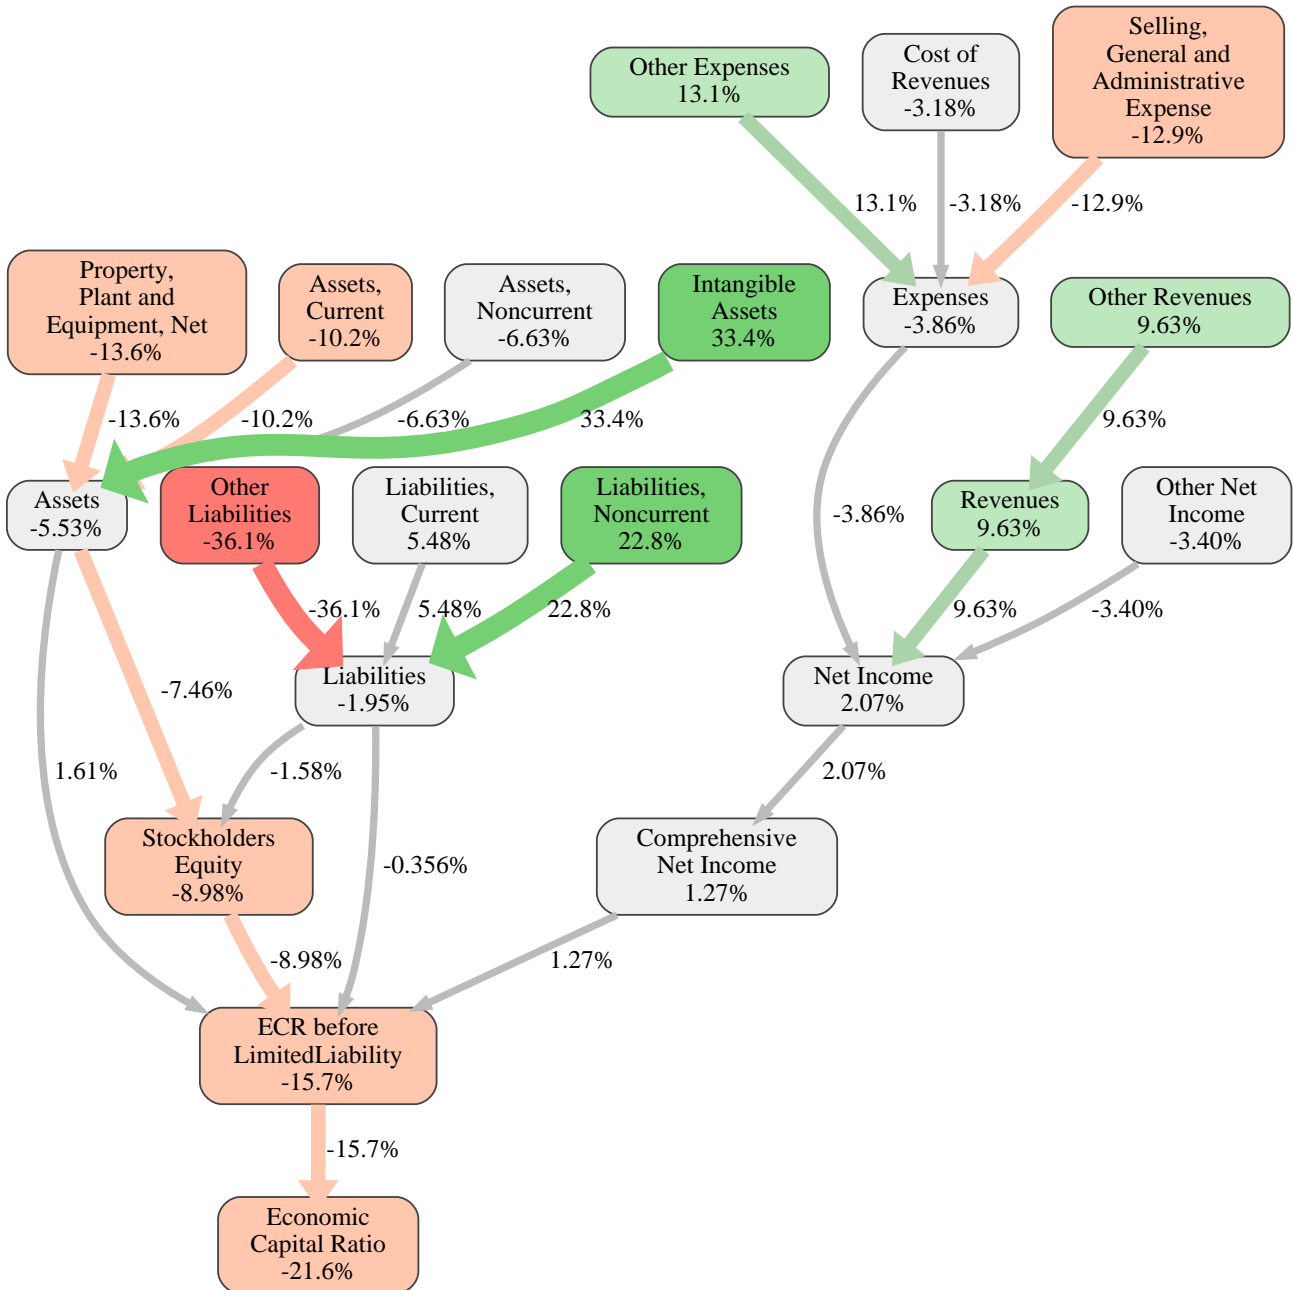 Selling,
General and
Administrative
Expense
-12.9%
Other Expenses
13.1%
Cost of
Revenues
-3.18%
13.1%
-3.18%
-12.9%
Property,
Plant and
Equipment, Net
-13.6%
Assets,
Current
-10.2%
Assets,
Noncurrent
-6.63%
Intangible
Assets
33.4%
Expenses
-3.86%
Other Revenues
9.63%
-13.6%
-10.2%
-6.63%
33.4%
9.63%
Assets
-5.53%
Other
Liabilities
-36.1%
Liabilities,
Current
5.48%
Liabilities,
Noncurrent
22.8%
-3.86%
Revenues
9.63%
Other Net
Income
-3.40%
-36.1%
5.48%
22.8%
9.63%
-3.40%
-7.46%
Liabilities
-1.95%
Net Income
2.07%
1.61%
-1.58%
2.07%
Stockholders
Equity
-8.98%
-0.356%
Comprehensive
Net Income
1.27%
-8.98%
1.27%
ECR before
LimitedLiability
-15.7%
-15.7%
Economic
Capital Ratio
-21.6%